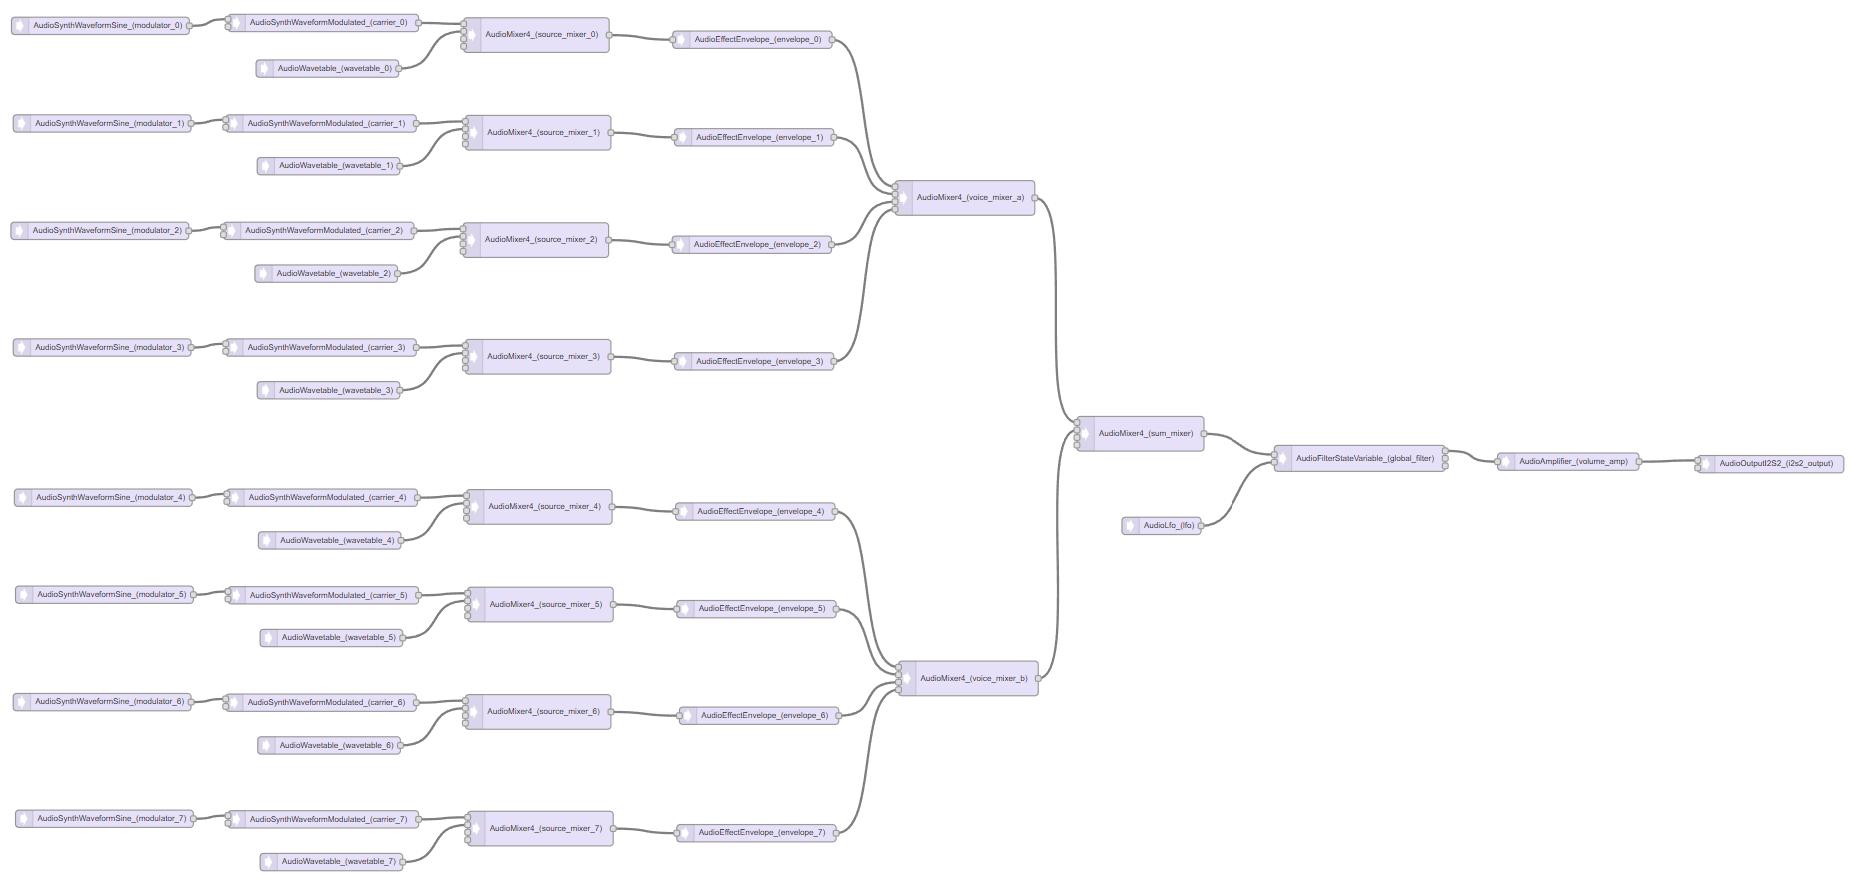 AudioSynthWaveformSine_(modulator_0)
AudioSynthWaveformModulated_(carrier_0)
AudioMixer4_(source_mixer_0)
AudioEffectEnvelope_(envelope_0)
AudioWavetable_(wavetable_0)
AudioSynthWaveformSine_(modulator_1)
AudioSynthWaveformModulated_(carrier_1)
AudioMixer4_(source_mixer_1)
AudioEffectEnvelope_(envelope_1)
AudioWavetable_(wavetable_1)
AudioMixer4_(voice_mixer_a)
AudioSynthWaveformSine_(modulator_2)
AudioSynthWaveformModulated_(carrier_2)
AudioMixer4_(source_mixer_2)
AudioEffectEnvelope_(envelope_2)
AudioWavetable_(wavetable_2)
AudioSynthWaveformSine_(modulator_3)
AudioSynthWaveformModulated_(carrier_3)
AudioMixer4_(source_mixer_3)
AudioEffectEnvelope_(envelope_3)
AudioWavetable_(wavetable_3)
AudioMixer4_(sum_mixer)
AudioFilterStateVariable_(global_filter)
AudioAmplifier_(volume_amp)
AudioOutputI2S2_(i2s2_output)
AudioSynthWaveformSine_(modulator_4)
AudioSynthWaveformModulated_(carrier_4)
AudioMixer4_(source_mixer_4)
AudioEffectEnvelope_(envelope_4)
AudioLfo_(lfo)
AudioWavetable_(wavetable_4)
AudioSynthWaveformSine_(modulator_5)
AudioSynthWaveformModulated_(carrier_5)
AudioMixer4_(source_mixer_5)
AudioEffectEnvelope_(envelope_5)
AudioWavetable_(wavetable_5)
AudioMixer4_(voice_mixer_b)
AudioSynthWaveformSine_(modulator_6)
AudioSynthWaveformModulated_(carrier_6)
AudioMixer4_(source_mixer_6)
AudioEffectEnvelope_(envelope_6)
AudioWavetable_(wavetable_6)
AudioSynthWaveformSine_(modulator_7)
AudioSynthWaveformModulated_(carrier_7)
AudioMixer4_(source_mixer_7)
AudioEffectEnvelope_(envelope_7)
AudioWavetable_(wavetable_7)